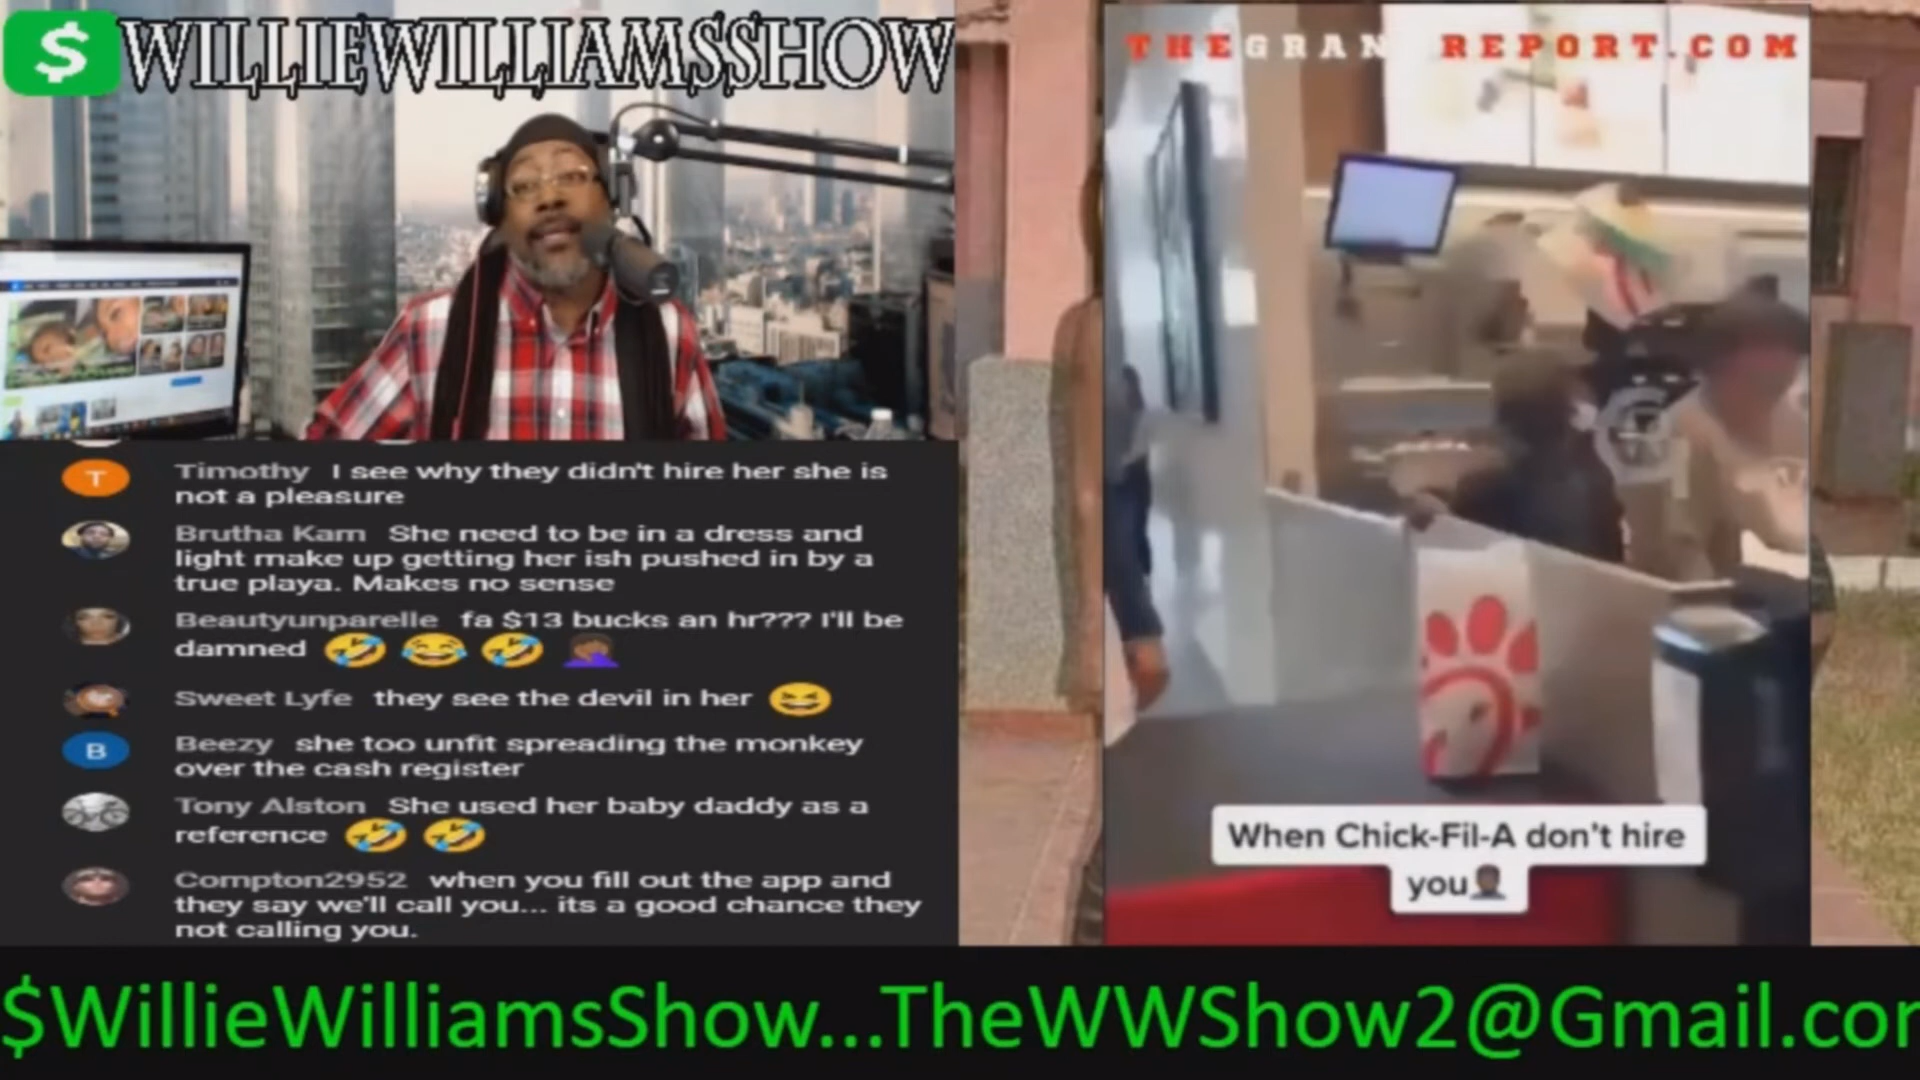 $ WILLIEWILLIAMSSHOW
THEGRAN REPORT.COM
Timothy I see why they didn't hire her she is
not a pleasure
Brutha Kam She need to be in a dress and
light make up getting her ish pushed in by a
true playa. Makes no sense
Beautyunparelle fa $13 bucks an hr??? I'll be
damned 🤣 😂 🤣 🤦🏾‍♀️
Sweet Lyfe they see the devil in her 😆
B
Beezy she too unfit spreading the monkey
over the cash register
Tony Alston She used her baby daddy as a
reference 🤣 🤣
Compton2952 when you fill out the app and
they say we'll call you... its a good chance they
not calling you.
T
When Chick-Fil-A don't hire
you🤦🏾‍♂️
$WillieWilliamsShow...TheWWShow2@Gmail.com